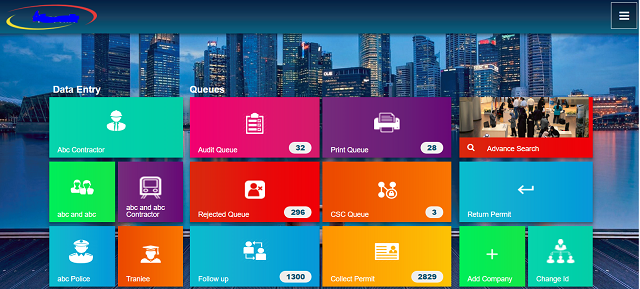 Data Entry
Queues
Abc Contractor
Audit Queue
32
Print Queue
28
Advance Search
abc and abc
abc and abc
Contractor
Rejected Queue
296
CSC Queue
3
Return Permit
abc Police
Traniee
Follow up
1300
Collect Permit
2829
Add Company
Change Id